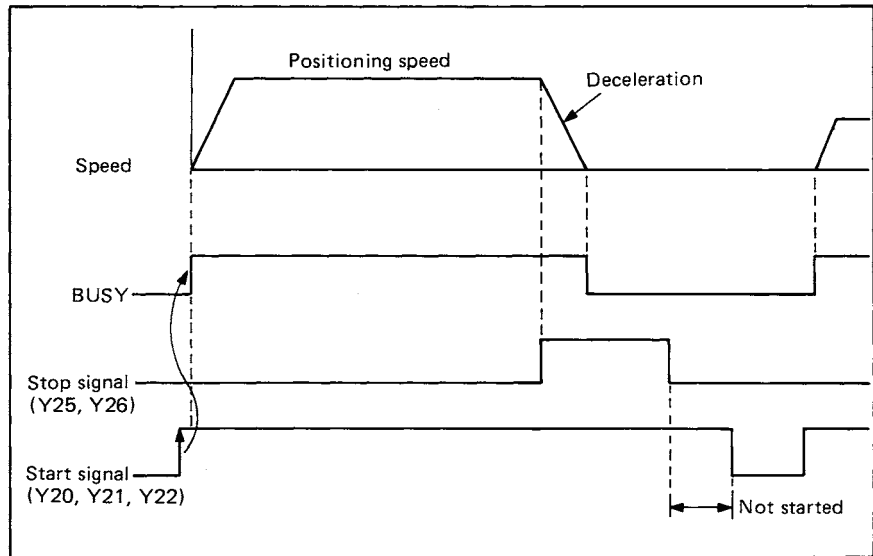 Positioning speed
Deceleration
Speed
BUSY
Stop signal
(Y25, Y26)
Start signal
(Y20, Y21, Y22)
Not started